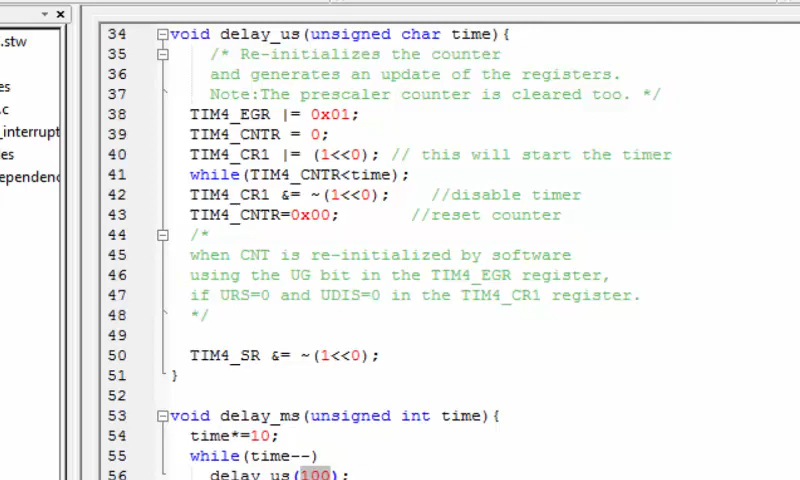 .stw
es
.c
_interrupt
les
ependenc
34 void delay_us(unsigned char time){
35 /* Re-initializes the counter
36 and generates an update of the registers.
37 Note:The prescaler counter is cleared too. */
38 TIM4_EGR |= 0x01;
39 TIM4_CNTR = 0;
40 TIM4_CR1 |= (1<<0); // this will start the timer
41 while(TIM4_CNTR<time);
42 TIM4_CR1 &= ~(1<<0); //disable timer
43 TIM4_CNTR=0x00; //reset counter
44 /*
45 when CNT is re-initialized by software
46 using the UG bit in the TIM4_EGR register,
47 if URS=0 and UDIS=0 in the TIM4_CR1 register.
48 */
49
50 TIM4_SR &= ~(1<<0);
51 }
52
53 void delay_ms(unsigned int time){
54 time*=10;
55 while(time--)
56 delay_us(100);